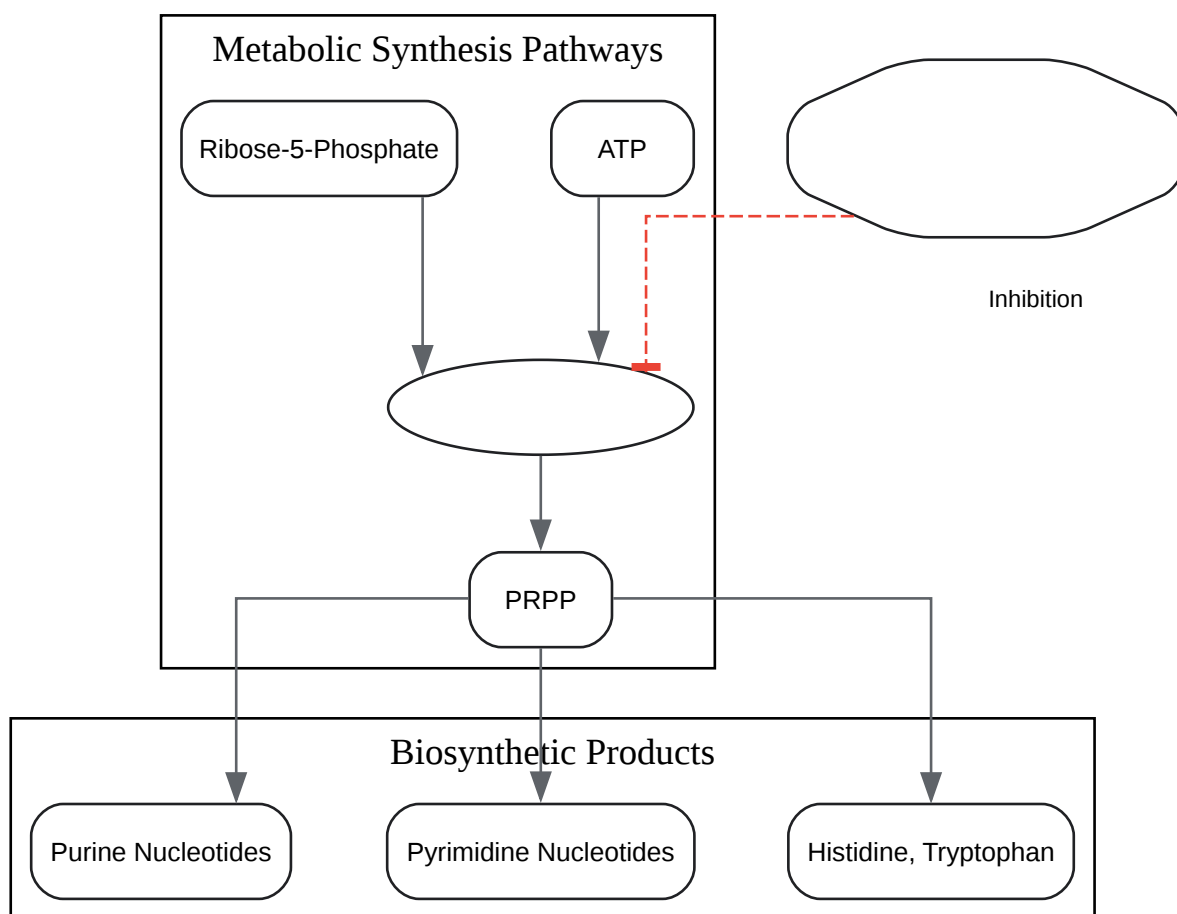 Metabolic Synthesis Pathways
Ribose-5-Phosphate
ATP
Inhibition
PRPP
Biosynthetic Products
Purine Nucleotides
Pyrimidine Nucleotides
Histidine, Tryptophan